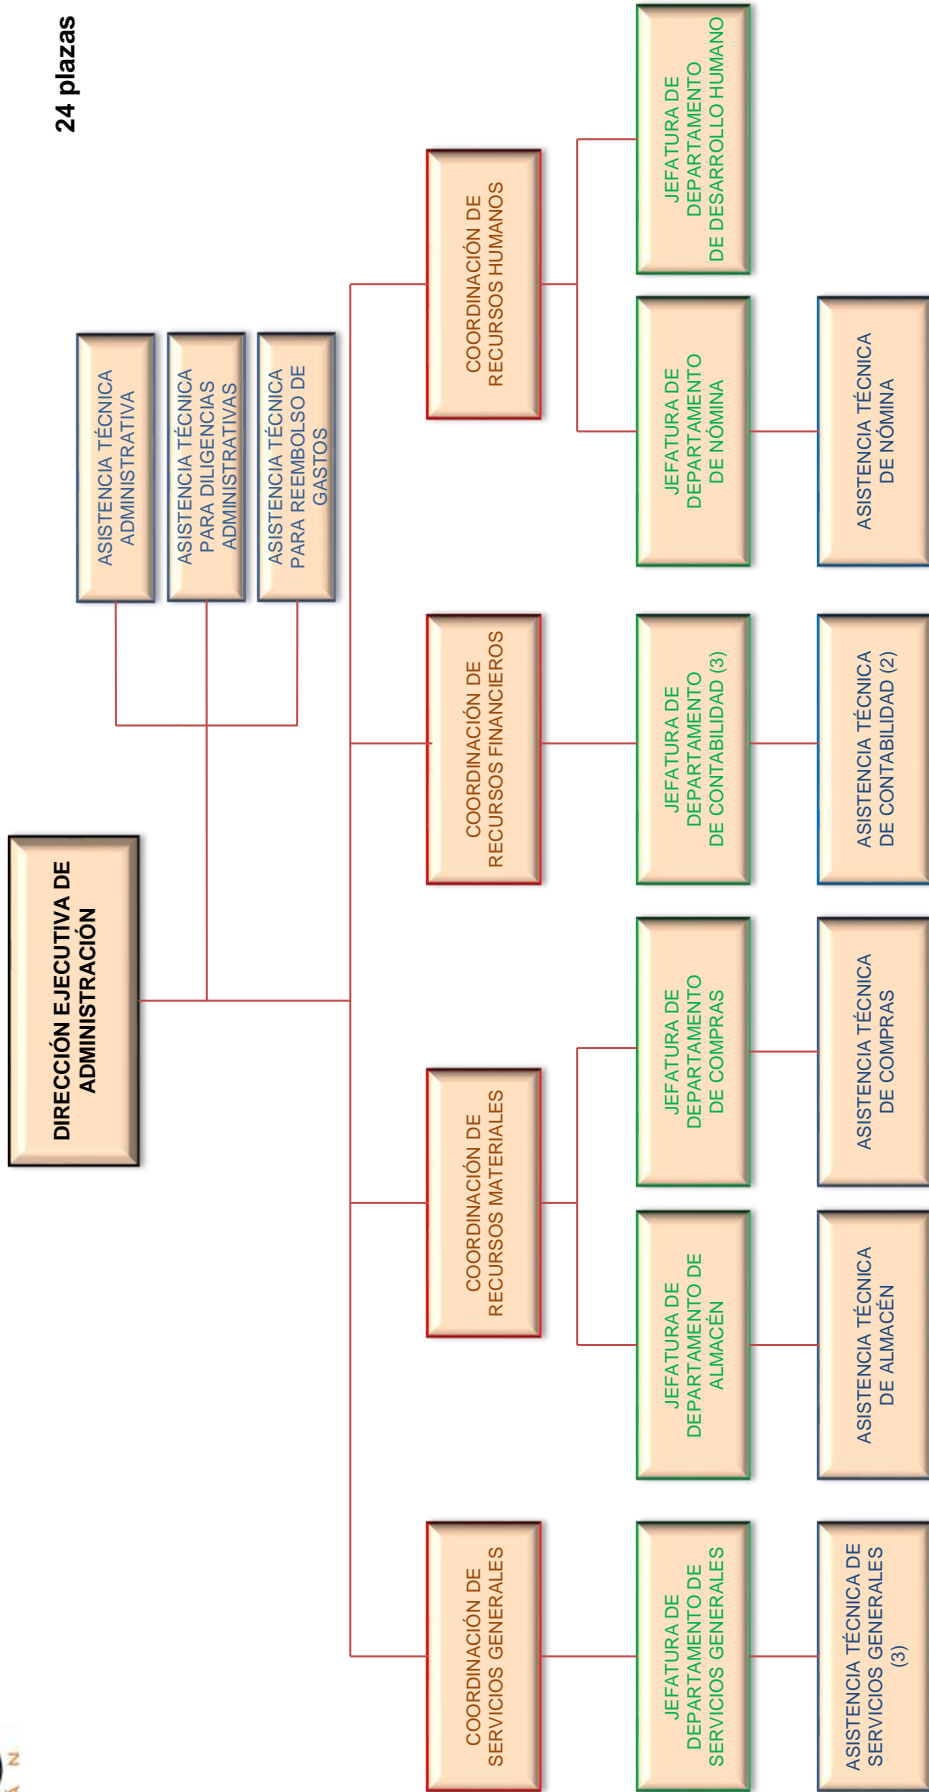 24 plazas
DIRECCIÓN EJECUTIVA DE
ADMINISTRACIÓN
ASISTENCIA TÉCNICA
ADMINISTRATIVA
ASISTENCIA TÉCNICA
PARA DILIGENCIAS
ADMINISTRATIVAS
ASISTENCIA TÉCNICA
PARA REEMBOLSO DE
GASTOS
COORDINACIÓN DE
SERVICIOS GENERALES
COORDINACIÓN DE
RECURSOS MATERIALES
COORDINACIÓN DE
RECURSOS FINANCIEROS
COORDINACIÓN DE
RECURSOS HUMANOS
JEFATURA DE
DEPARTAMENTO DE
SERVICIOS GENERALES
JEFATURA DE
DEPARTAMENTO DE
ALMACÉN
JEFATURA DE
DEPARTAMENTO
DE COMPRAS
JEFATURA DE
DEPARTAMENTO
DE CONTABILIDAD (3)
JEFATURA DE
DEPARTAMENTO
DE NÓMINA
JEFATURA DE
DEPARTAMENTO
DE DESARROLLO HUMANO
ASISTENCIA TÉCNICA DE
SERVICIOS GENERALES
(3)
ASISTENCIA TÉCNICA
DE ALMACÉN
ASISTENCIA TÉCNICA
DE COMPRAS
ASISTENCIA TÉCNICA
DE CONTABILIDAD (2)
ASISTENCIA TÉCNICA
DE NÓMINA